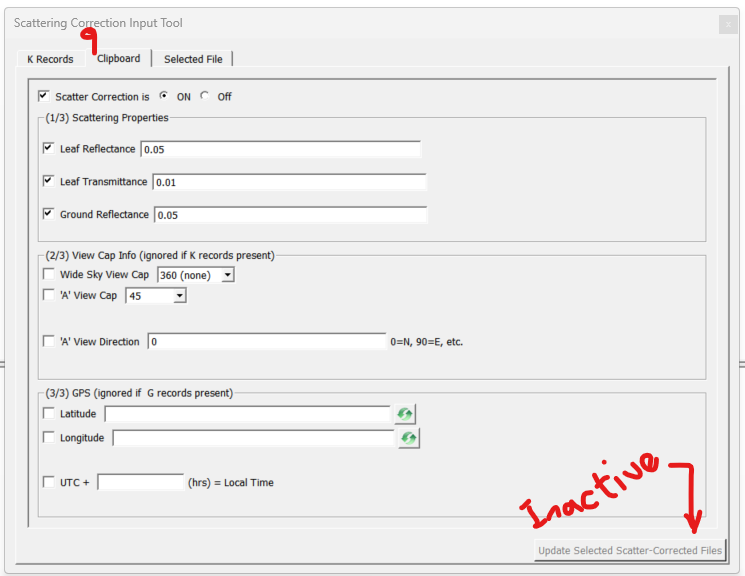 Scattering Correction Input Tool
x
9
K Records Clipboard Selected File
Scatter Correction is ON Off
(1/3) Scattering Properties
Leaf Reflectance 0.05
Leaf Transmittance 0.01
Ground Reflectance 0.05
(2/3) View Cap Info (ignored if K records present)
Wide Sky View Cap 360 (none)
'A' View Cap 45
'A' View Direction 0 0=N, 90=E, etc.
(3/3) GPS (ignored if G records present)
Latitude
Longitude
UTC + (hrs) = Local Time
Inactive
Update Selected Scatter-Corrected Files